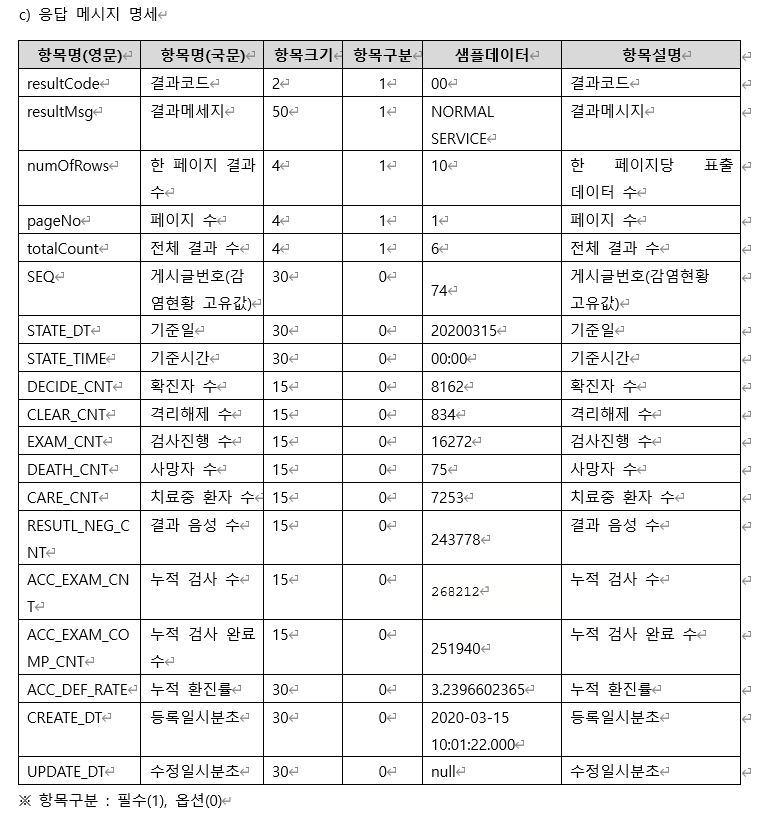 c) 응답 메시지 명세
항목명(영문) 항목명(국문) 항목크기 항목구분 샘플데이터 항목설명
resultCode 결과코드 2 1 00 결과코드
resultMsg 결과메세지 50 1 NORMAL 결과메시지
SERVICE
numOfRows 한 페이지 결과 4 1 10 한 페이지당 표출
수 데이터 수
pageNo 페이지 수 4 1 1 페이지 수
totalCount 전체 결과 수 4 1 6 전체 결과 수
SEQ 게시글번호(감 30 0 74 게시글번호(감염현황
염현황 고유값) 고유값)
STATE_DT 기준일 30 0 20200315 기준일
STATE_TIME 기준시간 30 0 00:00 기준시간
DECIDE_CNT 확진자 수 15 0 8162 확진자 수
CLEAR_CNT 격리해제 수 15 0 834 격리해제 수
EXAM_CNT 검사진행 수 15 0 16272 검사진행 수
DEATH_CNT 사망자 수 15 0 75 사망자 수
CARE_CNT 치료중 환자 수 15 0 7253 치료중 환자 수
RESUTL_NEG_C 결과 음성 수 15 0 243778 결과 음성 수
NT
ACC_EXAM_CN 누적 검사 수 15 0 268212 누적 검사 수
T
ACC_EXAM_CO 누적 검사 완료 15 0 251940 누적 검사 완료 수
MP_CNT 수
ACC_DEF_RATE 누적 환진률 30 0 3.2396602365 누적 환진률
CREATE_DT 등록일시분초 30 0 2020-03-15 등록일시분초
10:01:22.000
UPDATE_DT 수정일시분초 30 0 null 수정일시분초
※ 항목구분 : 필수(1), 옵션(0)